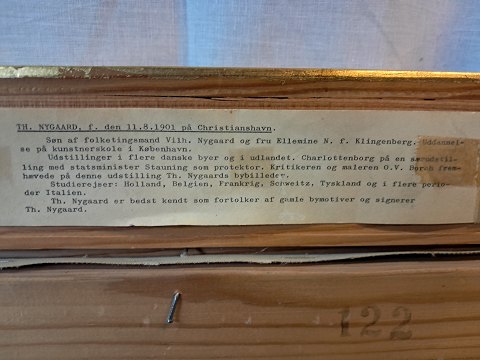 TH. NYGAARD, f. den 11.8.1901 på Christianshavn.
Søn af folketingsmand Vilh. Nygaard og fru Ellemine N. f. Klingenberg. Uddannel-
se på kunstnerskole i København.
Udstillinger i flere danske byer og i udlandet. Charlottenborg på en særudstil-
ling med statsminister Stauning som protektor. Kritikeren og maleren O.V. Borch frem-
hævede på denne udstilling Th. Nygaards bybilleder.
Studierejser: Holland, Belgien, Frankrig, Schweitz, Tyskland og i flere perio-
der Italien.
Th. Nygaard er bedst kendt som fortolker af gamle bymotiver og signerer
Th. Nygaard.
122